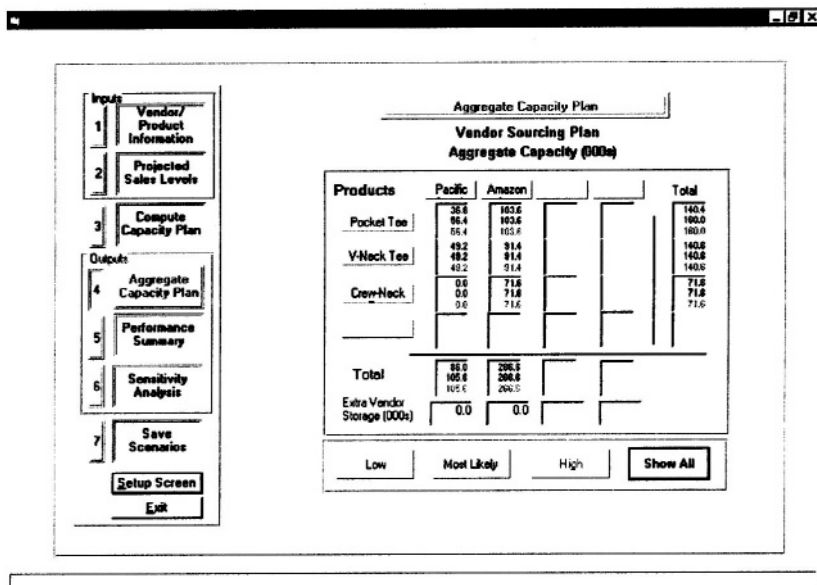 Inputs
1
Vendor/
Product
Information
2
Projected
Sales Levels
3
Compute
Capacity Plan
Outputs
4
Aggregate
Capacity Plan
5
Performance
Summary
6
Sensitivity
Analysis
7
Save
Scenarios
Setup Screen
Exit
Aggregate Capacity Plan
Vendor Sourcing Plan
Aggregate Capacity (000s)
Products Pacific Amazon Total
Pocket Tee
36.8 103.6 140.4
56.4 103.6 160.0
56.4 103.6 160.0
V-Neck Tee
49.2 91.4 140.6
49.2 91.4 140.6
49.2 91.4 140.6
Crew-Neck
0.0 71.6 71.6
0.0 71.6 71.6
0.0 71.6 71.6
Total
86.0 266.6
105.6 266.6
105.6 266.6
Extra Vendor
Storage (000s) 0.0 0.0
Low Most Likely High Show All